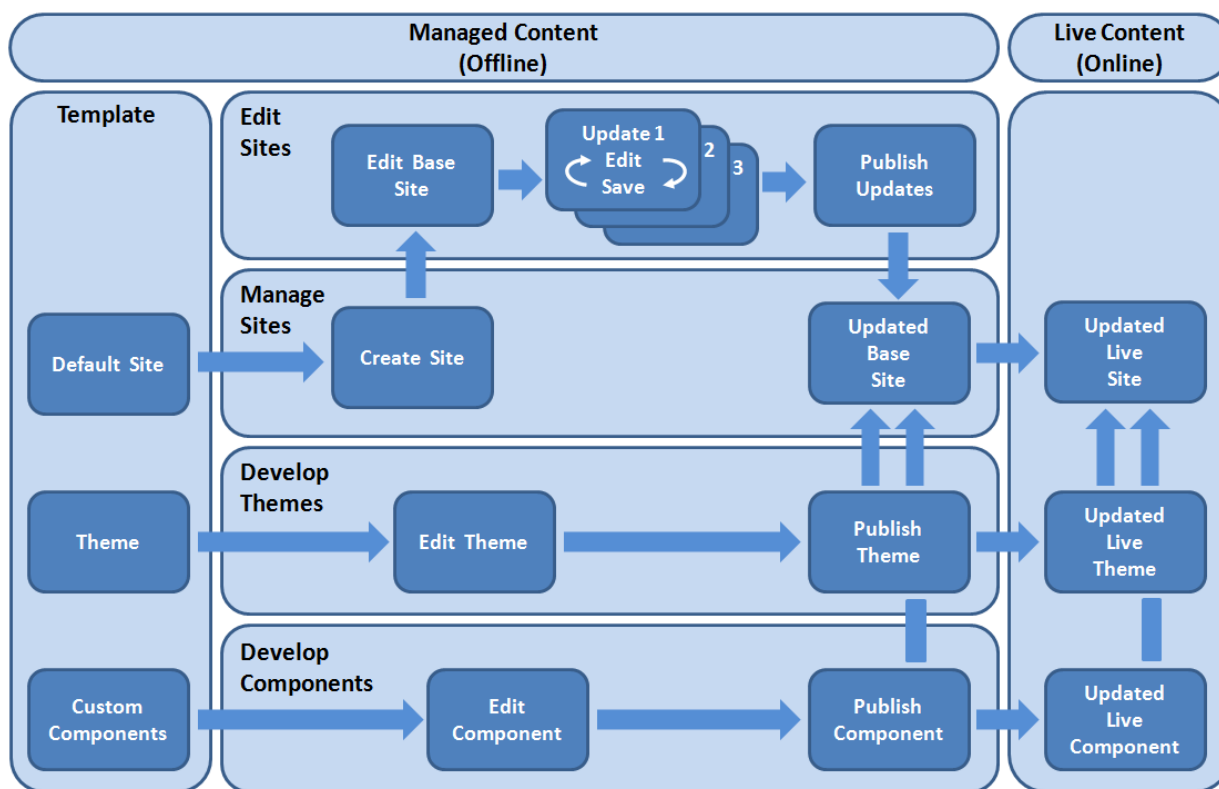 Managed Content
(Offline)
Live Content
(Online)
Template
Edit
Sites
Edit Base
Site
Update 1
Edit
Save
2
3
Publish
Updates
Manage
Sites
Default Site
Create Site
Updated
Base
Site
Updated
Live
Site
Develop
Themes
Theme
Edit Theme
Publish
Theme
Updated
Live
Theme
Develop
Components
Custom
Components
Edit
Component
Publish
Component
Updated
Live
Component